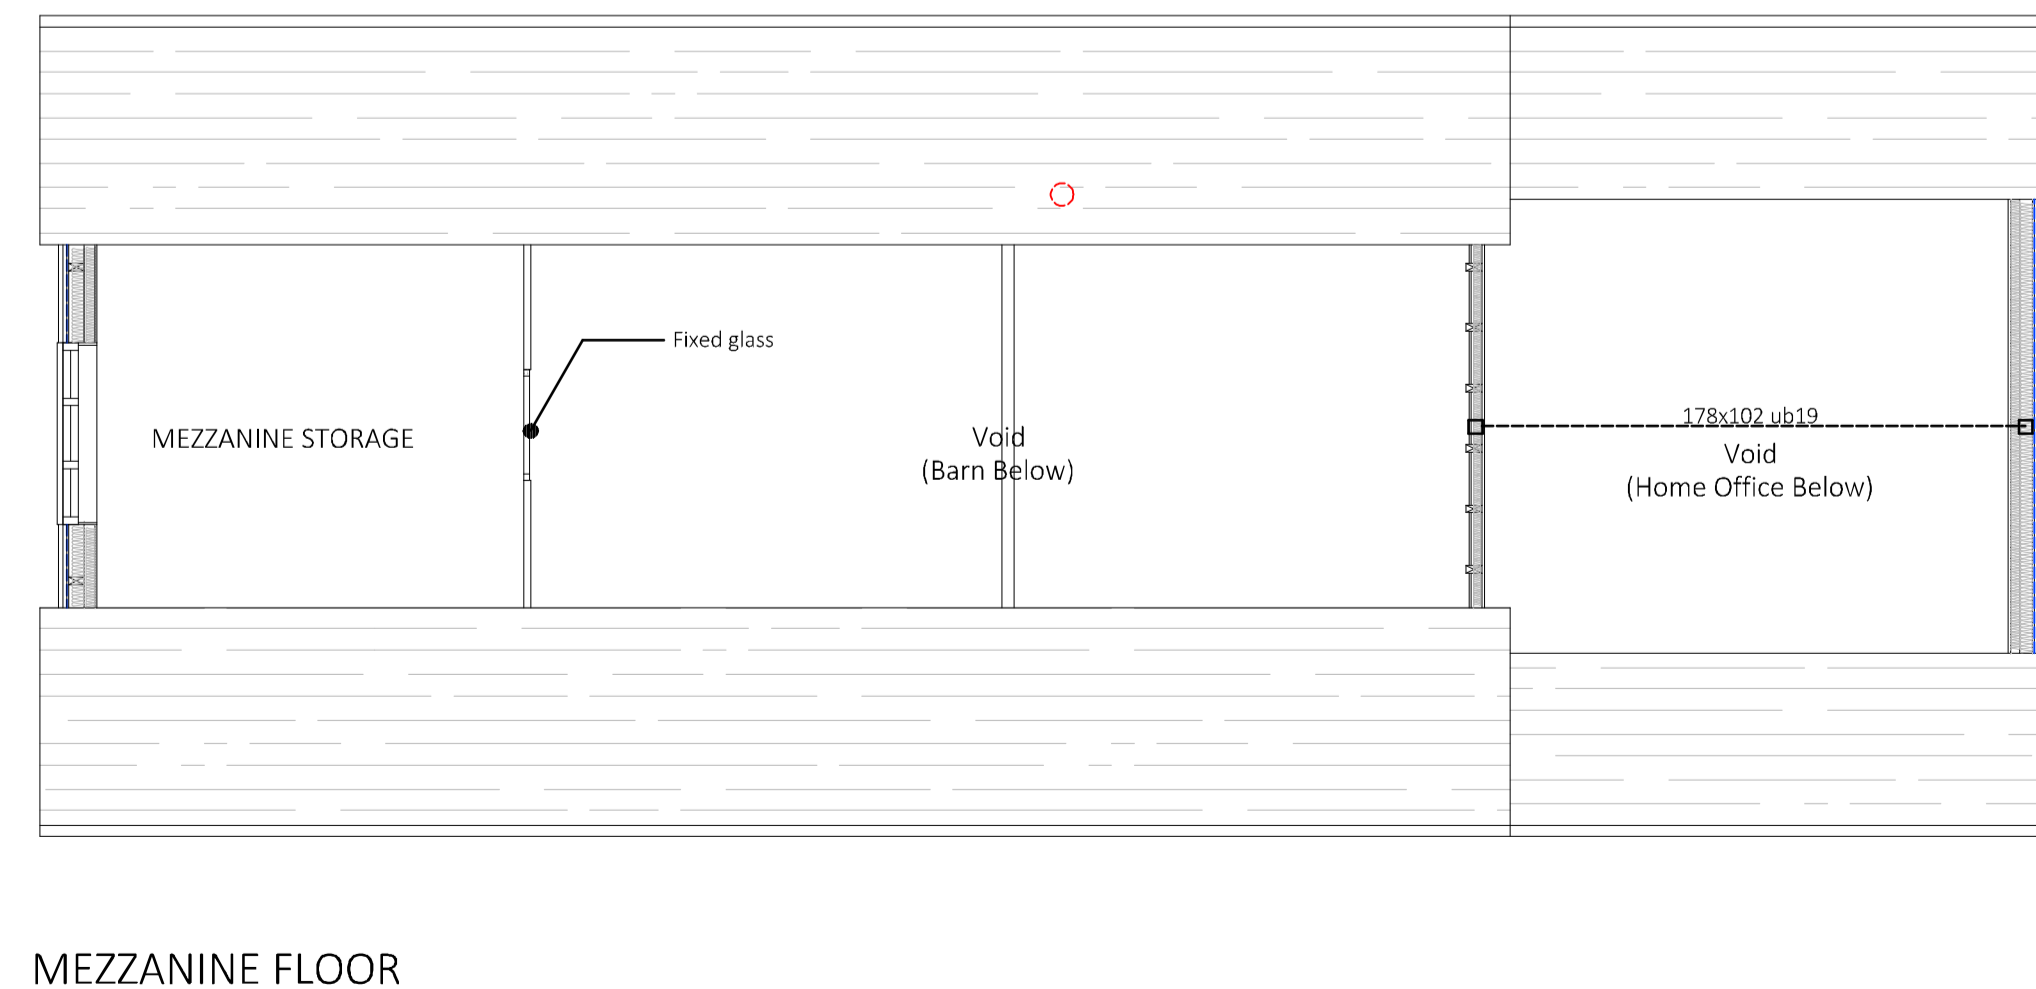 Fixed glass
MEZZANINE STORAGE
Void
(Barn Below)
178x102 ub19
Void
(Home Office Below)
MEZZANINE FLOOR